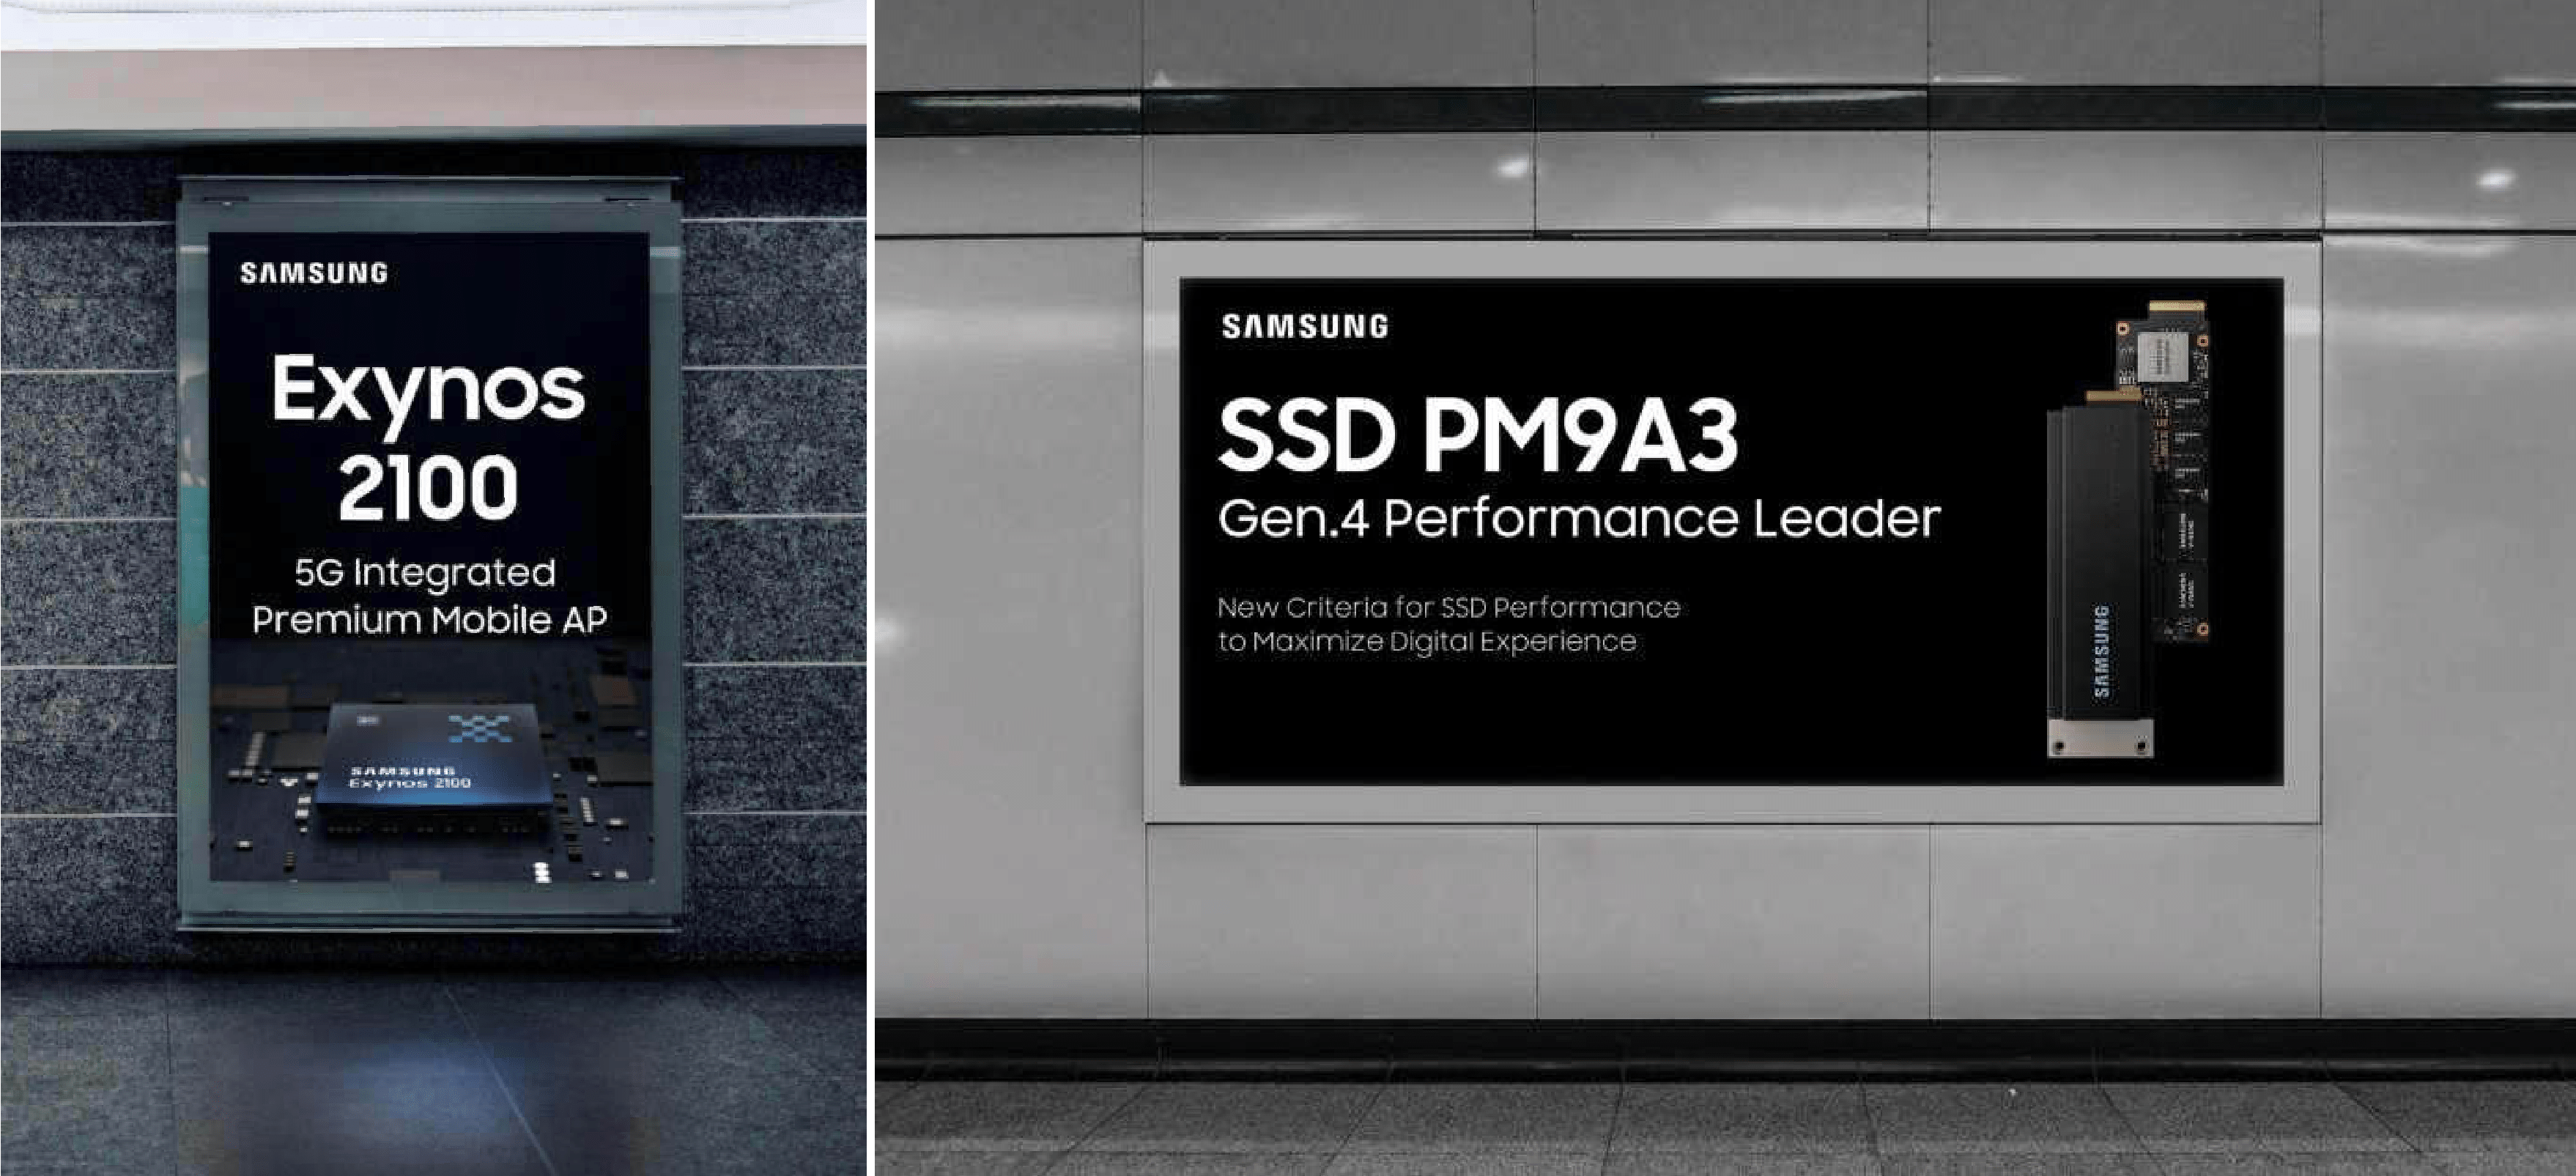 SAMSUNG
Exynos
2100
5G Integrated
Premium Mobile AP
SAMSUNG
Exynos 2100
SAMSUNG
SSD PM9A3
Gen.4 Performance Leader
New Criteria for SSD Performance
to Maximize Digital Experience
SAMSUNG